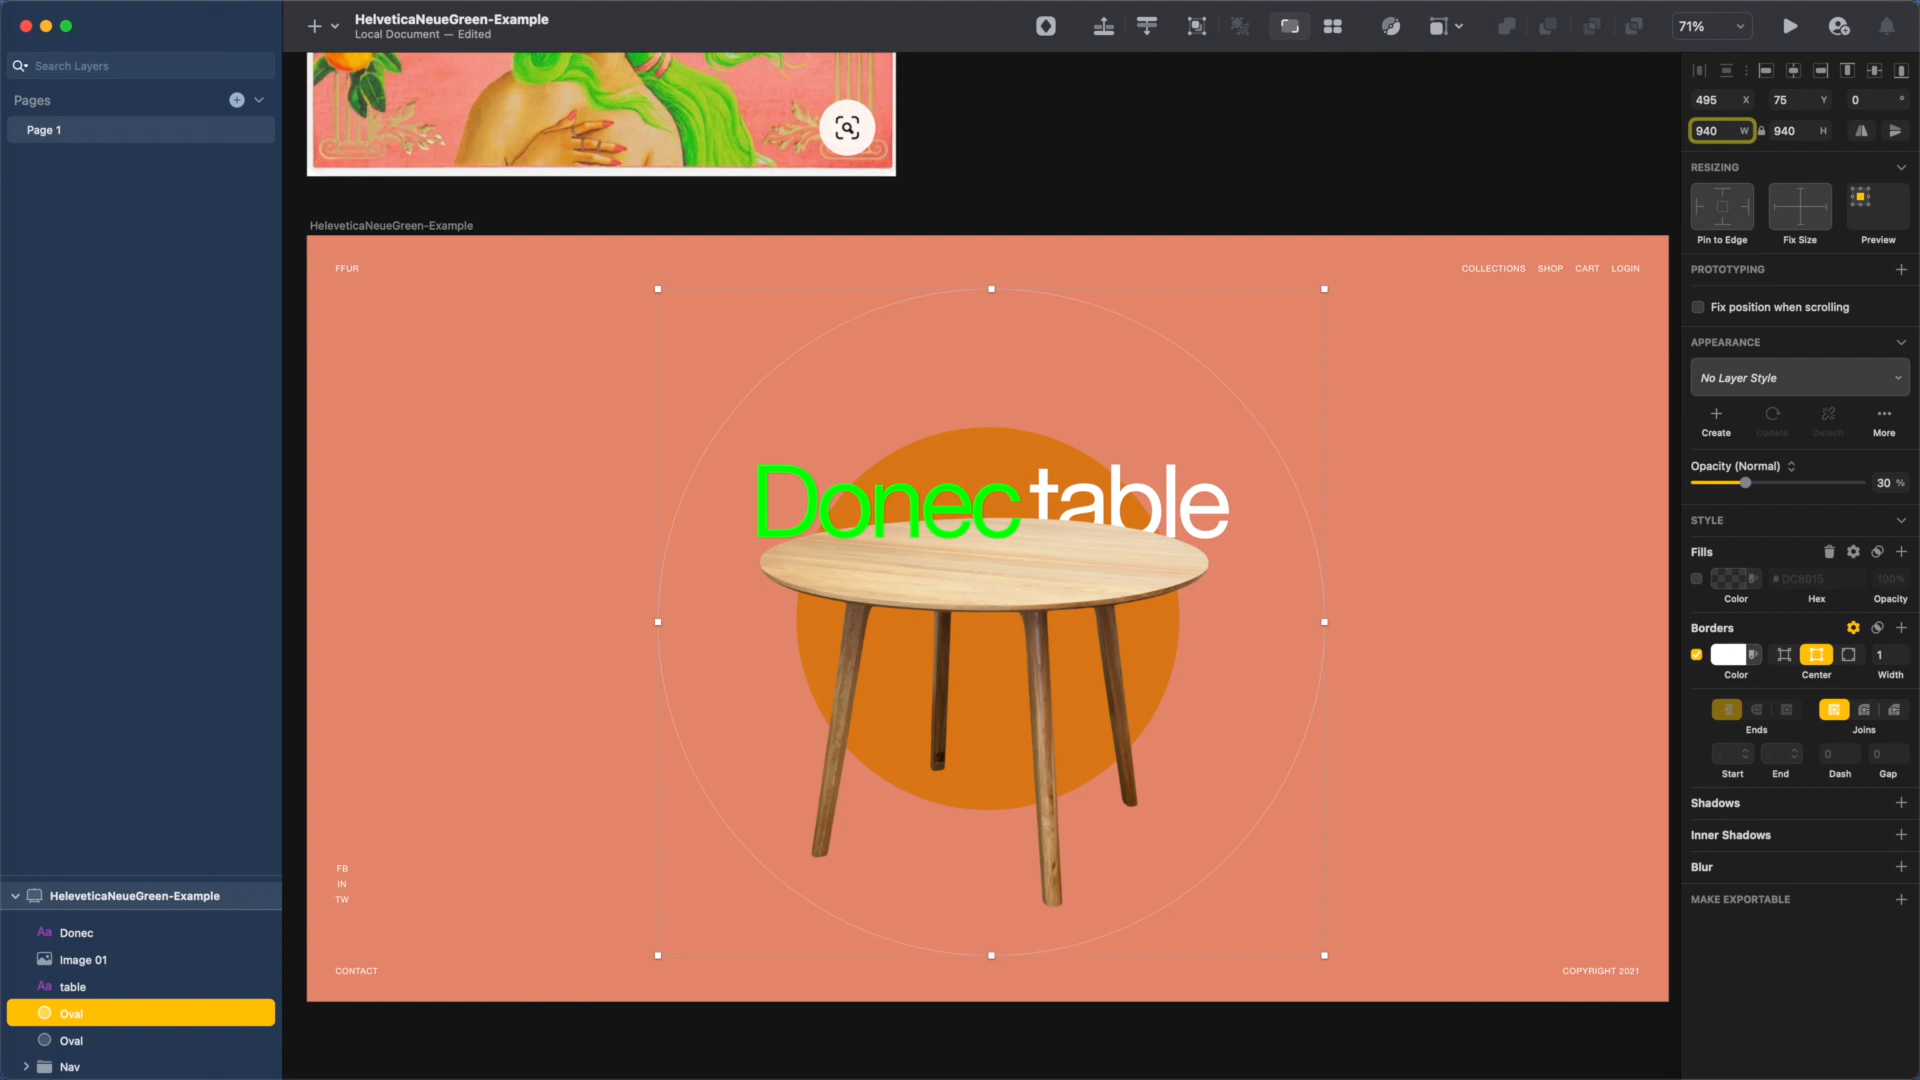 HelveticaNeueGreen-Example
Local Document — Edited
71%
Search Layers
Pages
Page 1
HeleveticaNeueGreen-Example
Donec
Image 01
table
Oval
Oval
Nav
HeleveticaNeueGreen-Example
FFUR
COLLECTIONS SHOP CART LOGIN
Donec table
FB
IN
TW
CONTACT
COPYRIGHT 2021
495 X 75 Y 0 °
940 W 940 H
RESIZING
Pin to Edge Fix Size Preview
PROTOTYPING
Fix position when scrolling
APPEARANCE
No Layer Style
Create Update Detach More
Opacity (Normal)
30 %
STYLE
Fills
# DC8015 100%
Color Hex Opacity
Borders
1
Color Center Width
Ends Joins
0 0
Start End Dash Gap
Shadows
Inner Shadows
Blur
MAKE EXPORTABLE